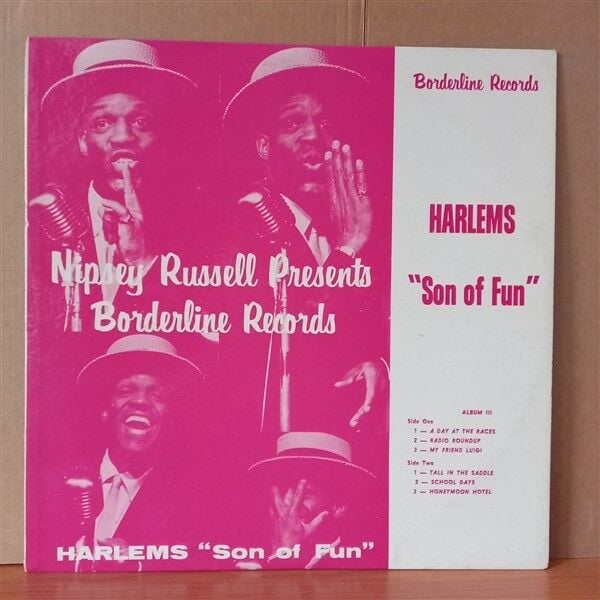 Nipsey Russell Presents
Borderline Records
HARLEMS "Son of Fun"
Borderline Records
HARLEMS
"Son of Fun"
ALBUM III
Side One
1 — A DAY AT THE RACES
2 — RADIO ROUNDUP
3 — MY FRIEND LUIGI
Side Two
1 — TALL IN THE SADDLE
2 — SCHOOL DAYS
3 — HONEYMOON HOTEL